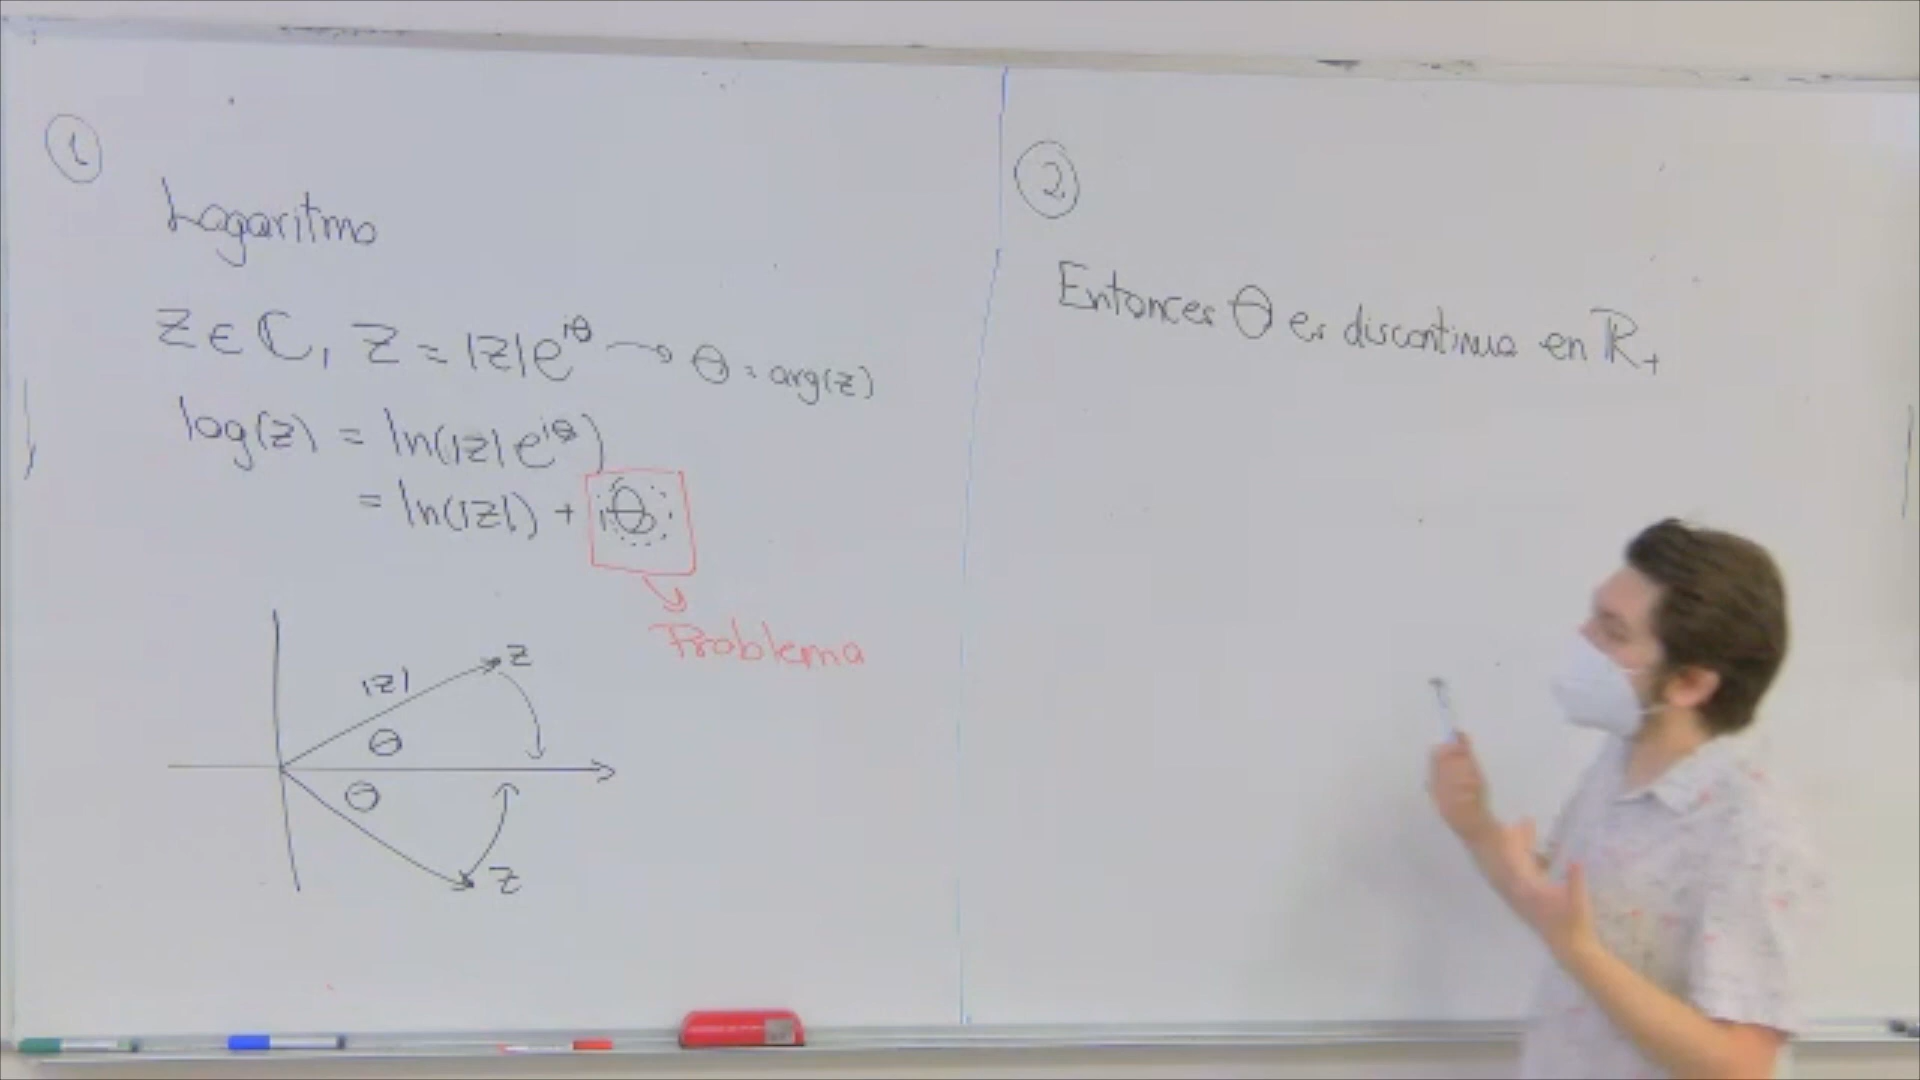 ①
Logaritmo
z ∈ ℂ, z = |z|e^{iθ} → θ = arg(z)
log(z) = ln(|z|e^{iθ})
= ln(|z|) + iθ
Problema
|z| z
θ
θ
z
②
Entonces θ es discontinua en ℝ₊